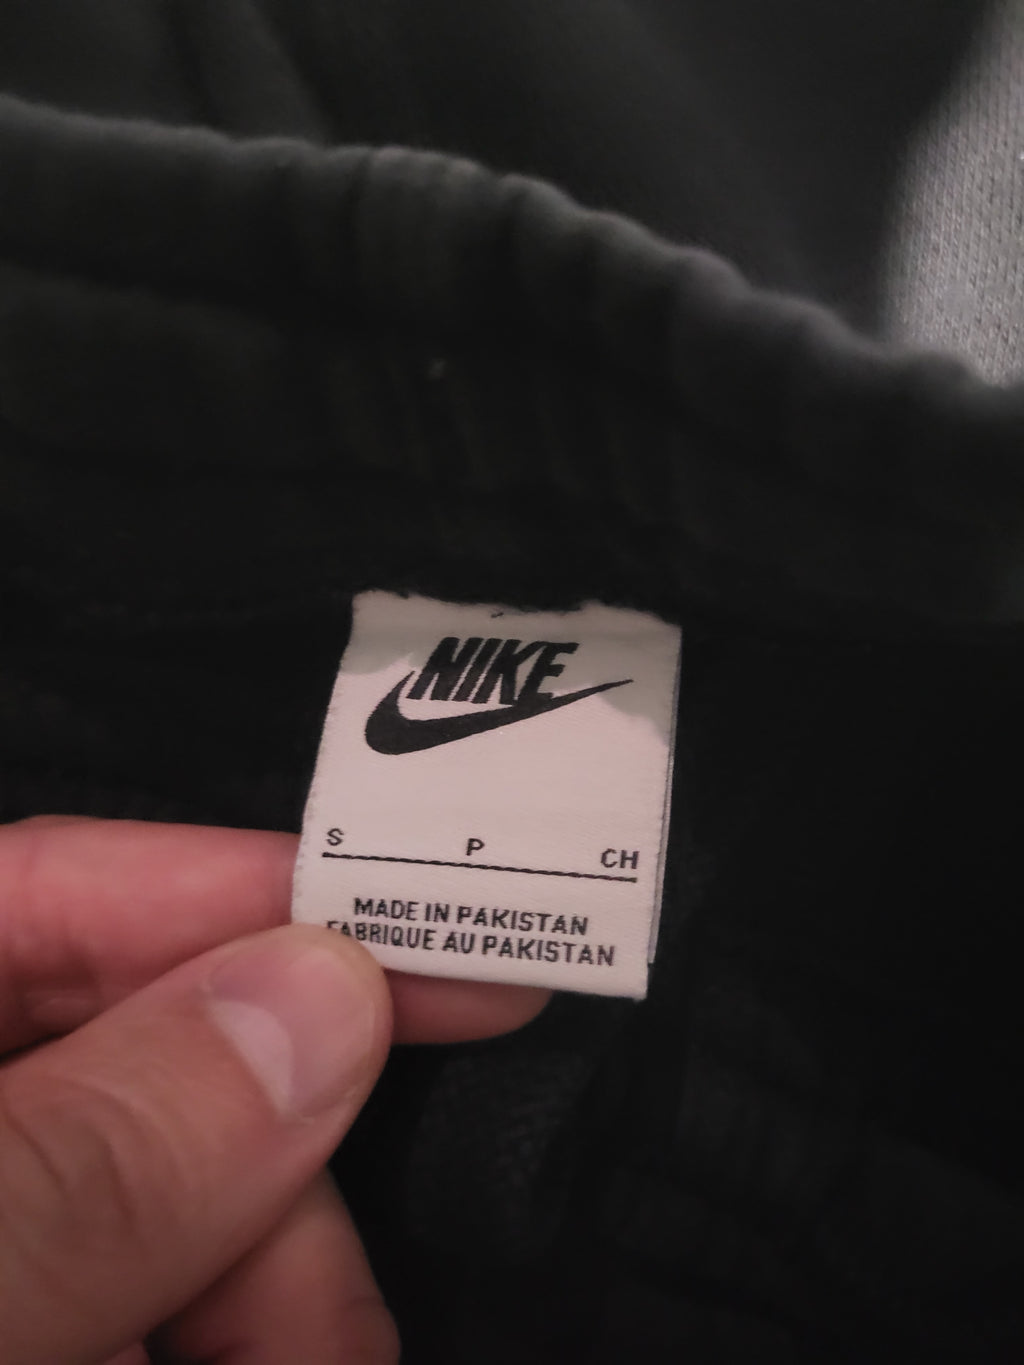 NIKE
S P CH
MADE IN PAKISTAN
FABRIQUE AU PAKISTAN